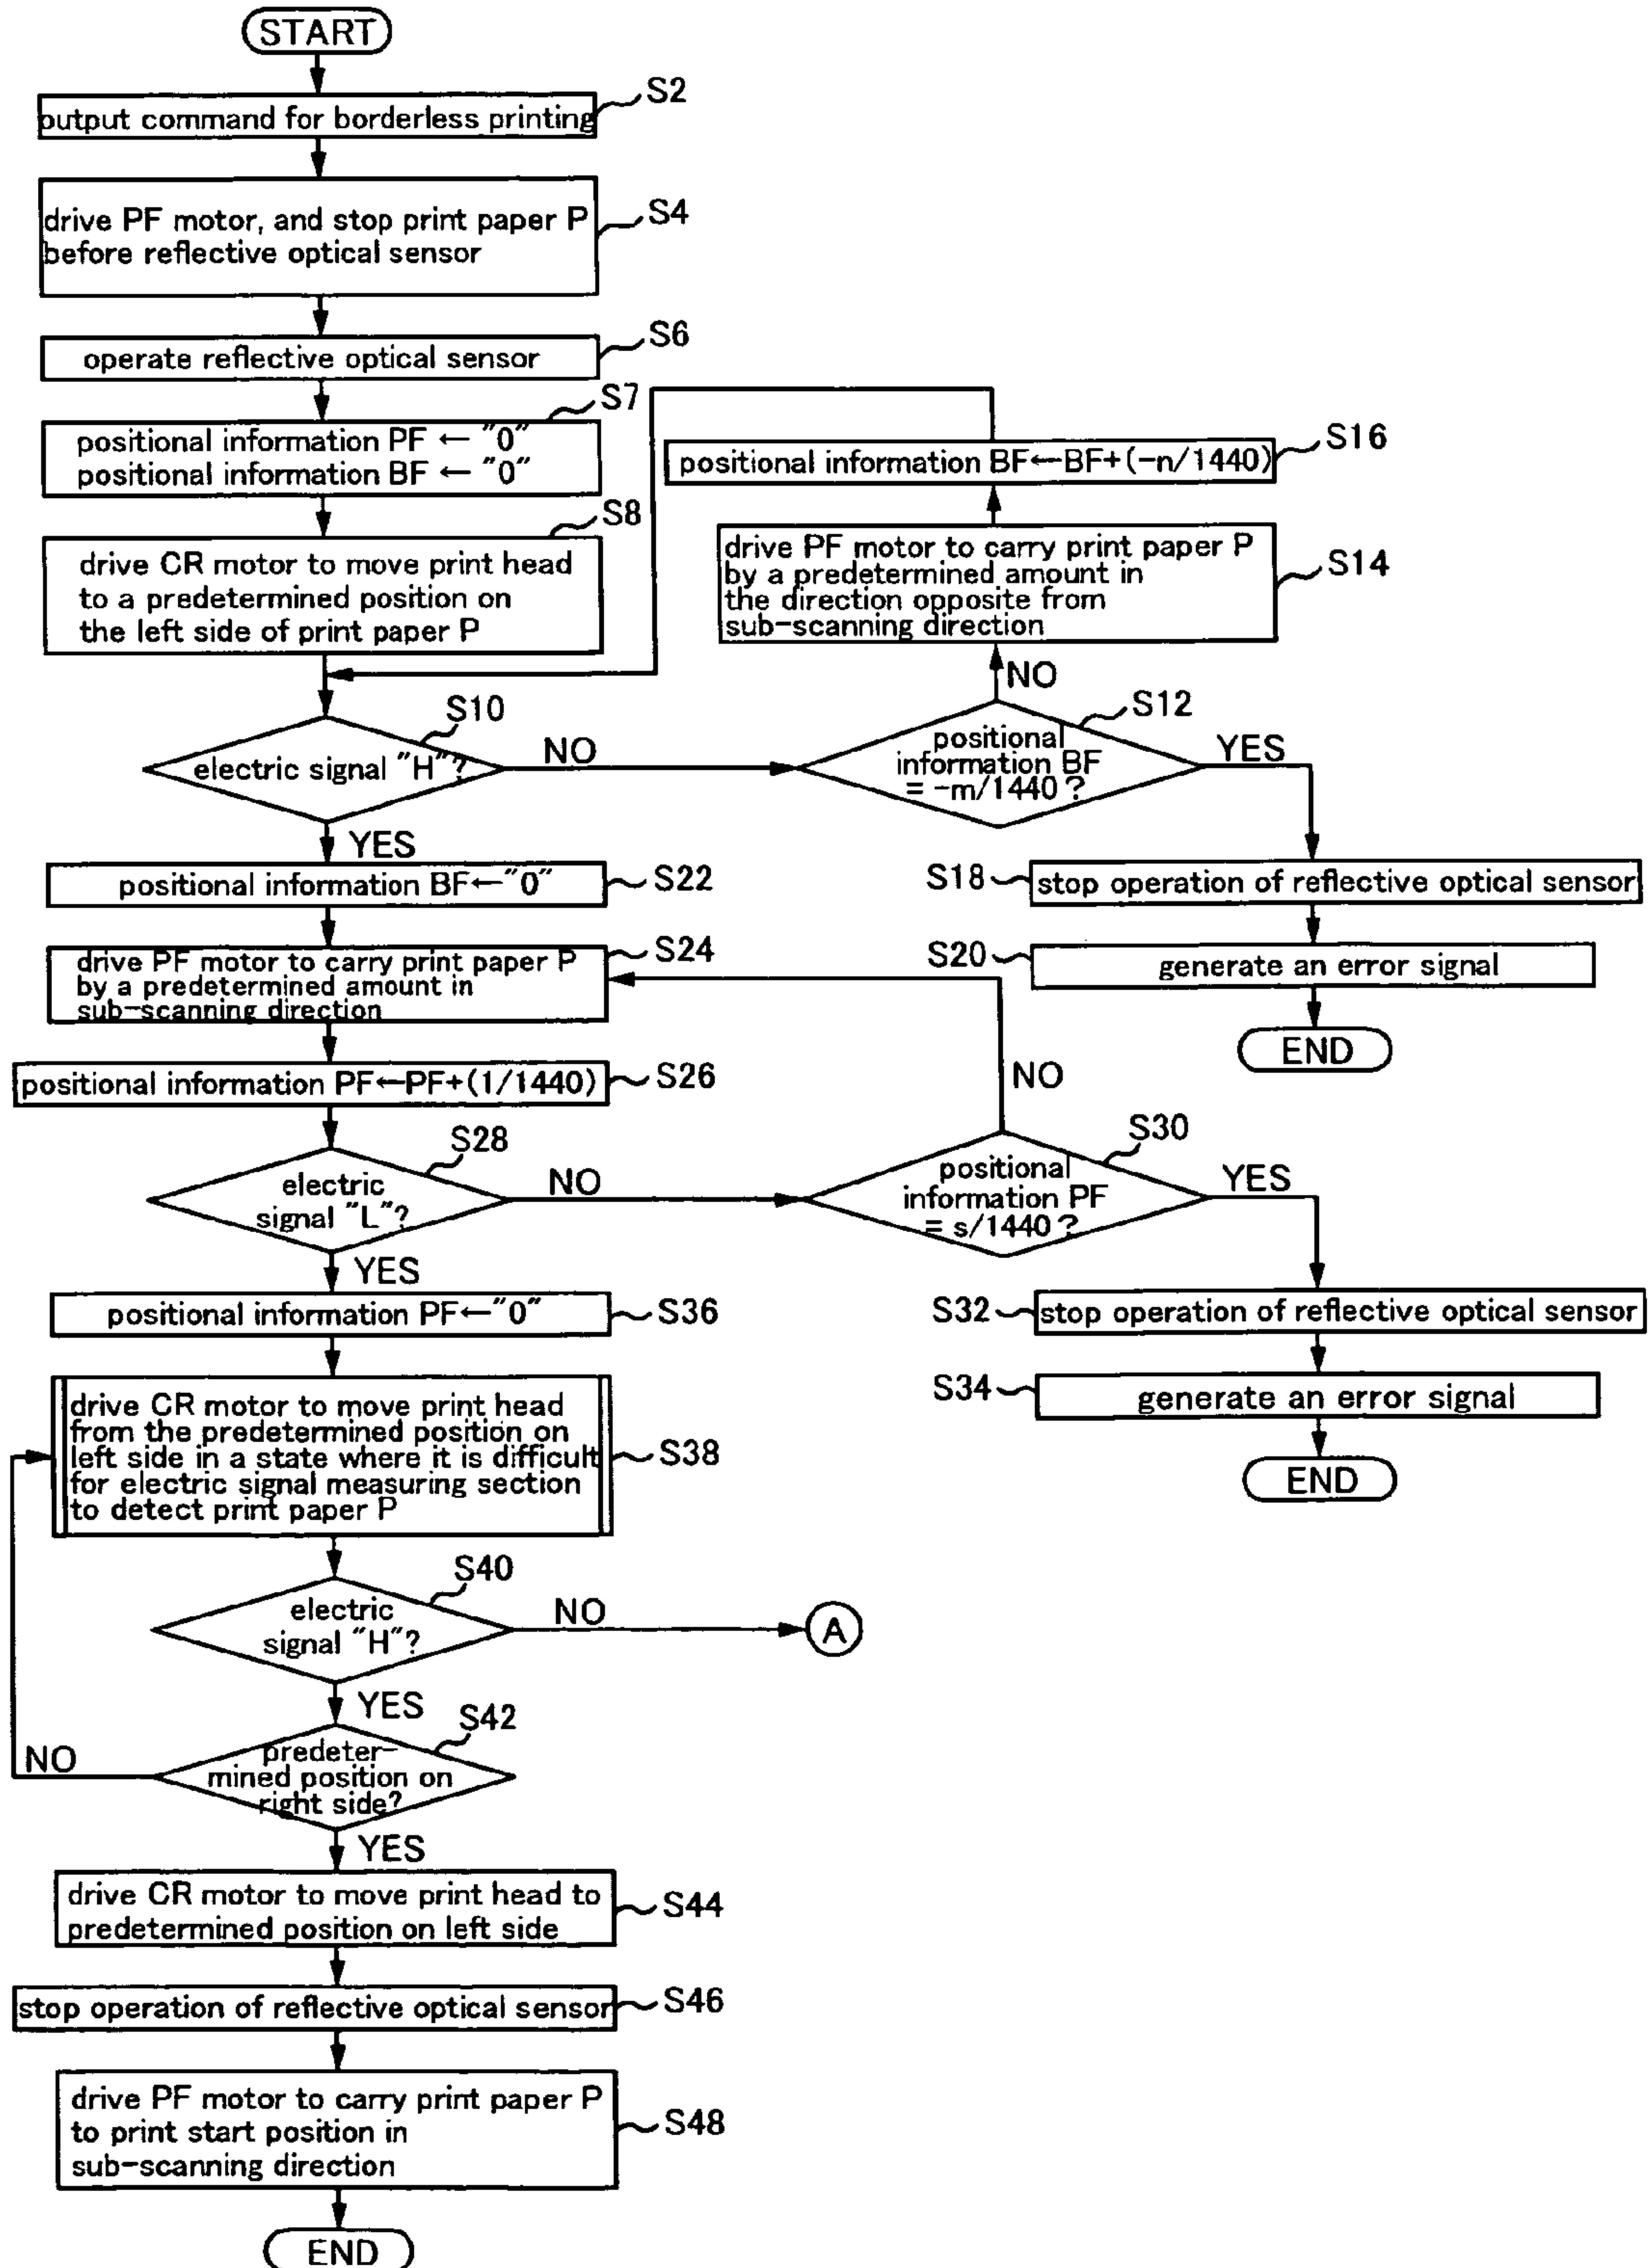 START
S2
output command for borderless printing
S4
drive PF motor, and stop print paper P
before reflective optical sensor
S6
operate reflective optical sensor
S7
positional information PF ← "0"
positional information BF ← "0"
S16
positional information BF←BF+(-n/1440)
S8
drive CR motor to move print head
to a predetermined position on
the left side of print paper P
S14
drive PF motor to carry print paper P
by a predetermined amount in
the direction opposite from
sub-scanning direction
NO
S10
electric signal "H"?
NO
S12
positional
information BF
= -m/1440 ?
YES
YES
S22
positional information BF←"0"
S18
stop operation of reflective optical sensor
S24
drive PF motor to carry print paper P
by a predetermined amount in
sub-scanning direction
S20
generate an error signal
END
S26
positional information PF←PF+(1/1440)
NO
S28
electric
signal "L"?
NO
S30
positional
information PF
= s/1440 ?
YES
YES
S36
positional information PF←"0"
S32
stop operation of reflective optical sensor
S34
generate an error signal
END
S38
drive CR motor to move print head
from the predetermined position on
left side in a state where it is difficult
for electric signal measuring section
to detect print paper P
S40
electric
signal "H"?
NO
A
YES
S42
predeter-
mined position on
right side?
NO
YES
S44
drive CR motor to move print head to
predetermined position on left side
S46
stop operation of reflective optical sensor
S48
drive PF motor to carry print paper P
to print start position in
sub-scanning direction
END